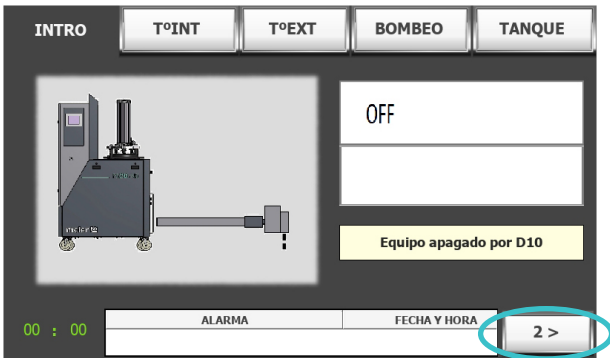 INTRO
TºINT
TºEXT
BOMBEO
TANQUE
OFF
Equipo apagado por D10
00 : 00
ALARMA
FECHA Y HORA
2 >